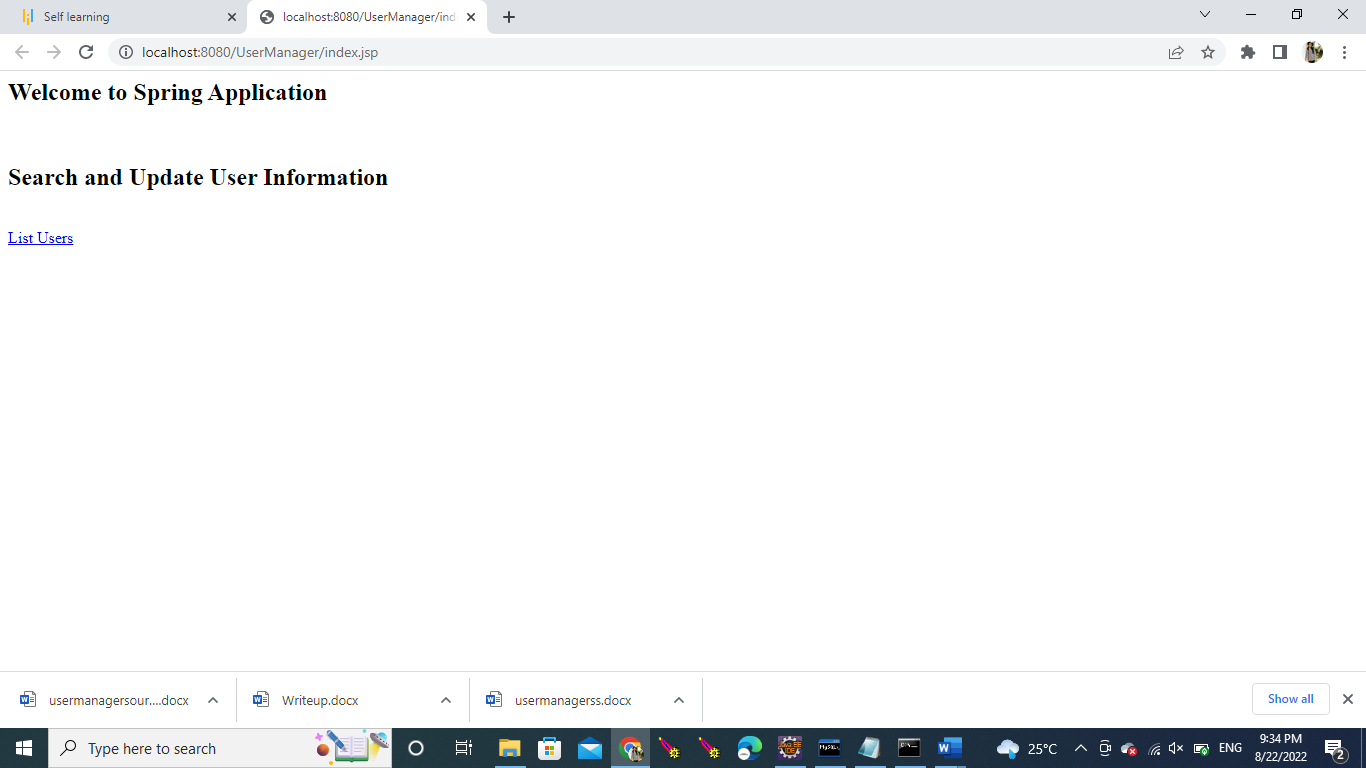 Self learning
localhost:8080/UserManager/ind
localhost:8080/UserManager/index.jsp
Welcome to Spring Application
Search and Update User Information
List Users
usermanagersour....docx
Writeup.docx
usermanagerss.docx
Show all
Type here to search
25°C
ENG
9:34 PM
8/22/2022
2